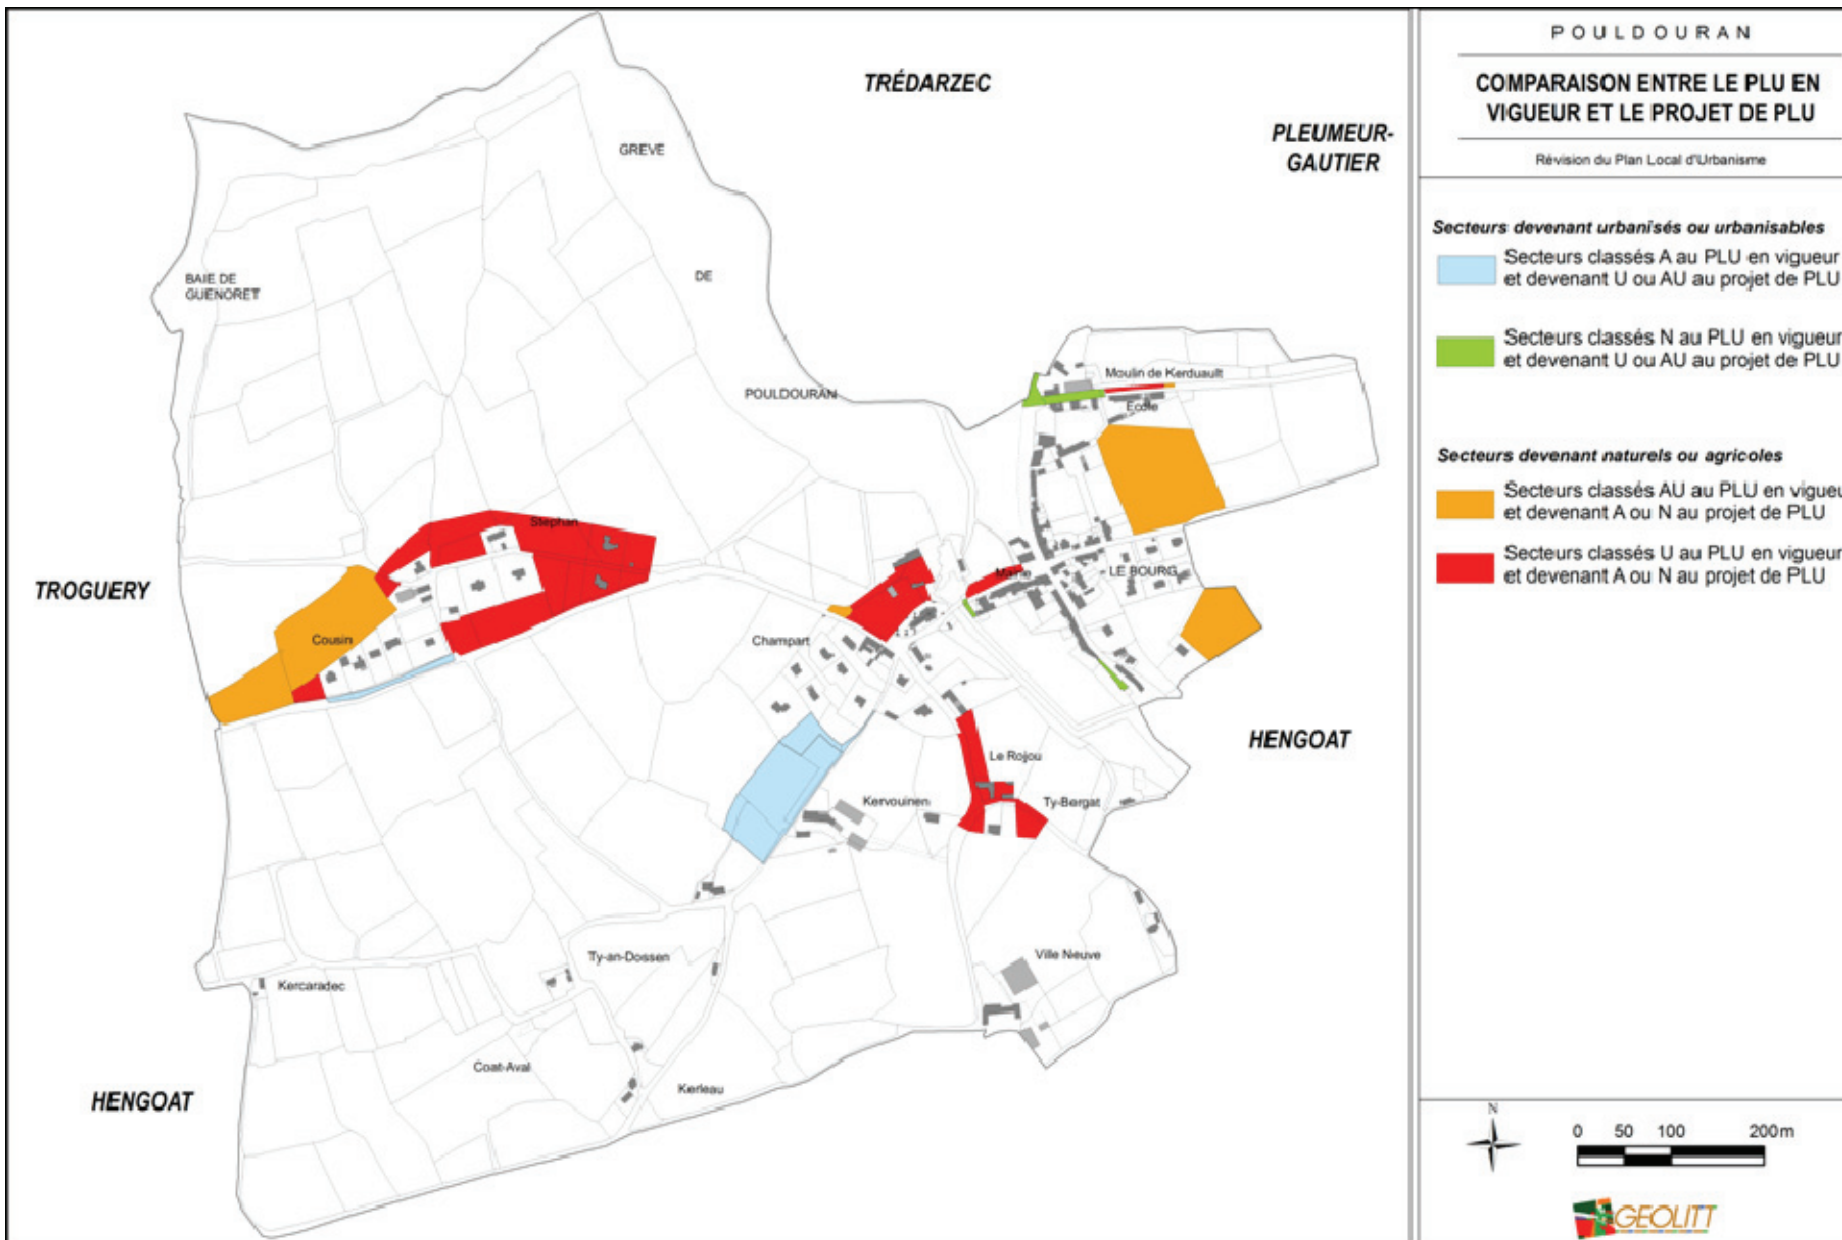 POULDOURAN
COMPARAISON ENTRE LE PLU EN
VIGUEUR ET LE PROJET DE PLU
Révision du Plan Local d'Urbanisme
Secteurs devenant urbanisés ou urbanisables
Secteurs classés A au PLU en vigueur
et devenant U ou AU au projet de PLU
Secteurs classés N au PLU en vigueur
et devenant U ou AU au projet de PLU
Secteurs devenant naturels ou agricoles
Secteurs classés AU au PLU en vigueu
et devenant A ou N au projet de PLU
Secteurs classés U au PLU en vigueur
et devenant A ou N au projet de PLU
N
0 50 100 200m
GEOLITT
TRÉDARZEC
PLEUMEUR-
GAUTIER
GREVE
DE
POULDOURAN
BAIE DE
GUENORET
Moulin de Kerduault
Ecole
Stephan
TROGUERY
Mairie
LE BOURG
Cousin
Champart
HENGOAT
Le Rojou
Kervouinen
Ty-Bergat
Ty-an-Dossen
Ville Neuve
Kercaradec
Coat-Aval
Kerleau
HENGOAT